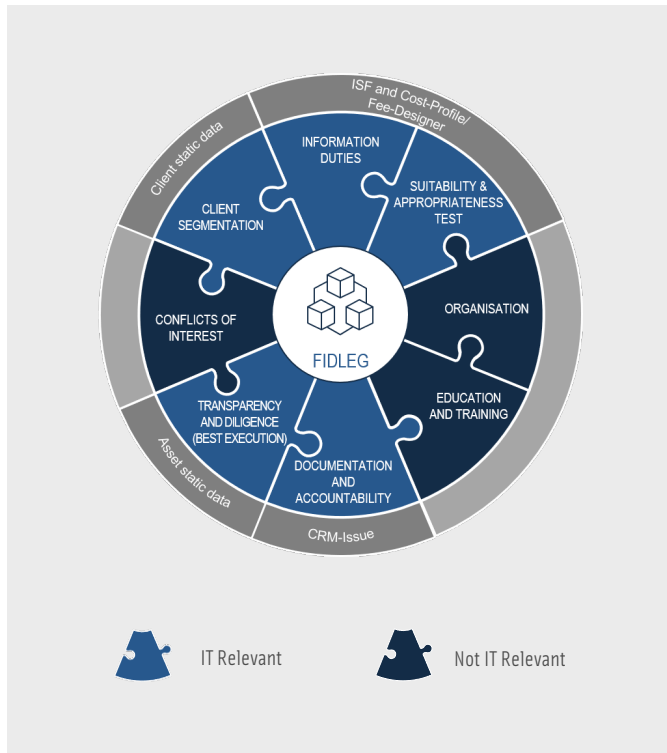 ISF and Cost-Profile/
Fee-Designer
Client static data
INFORMATION
DUTIES
SUITABILITY &
APPROPRIATENESS
TEST
CLIENT
SEGMENTATION
ORGANISATION
CONFLICTS OF
INTEREST
FIDLEG
EDUCATION
AND TRAINING
TRANSPARENCY
AND DILIGENCE
(BEST EXECUTION)
DOCUMENTATION
AND
ACCOUNTABILITY
Asset static data
CRM-Issue
IT Relevant
Not IT Relevant